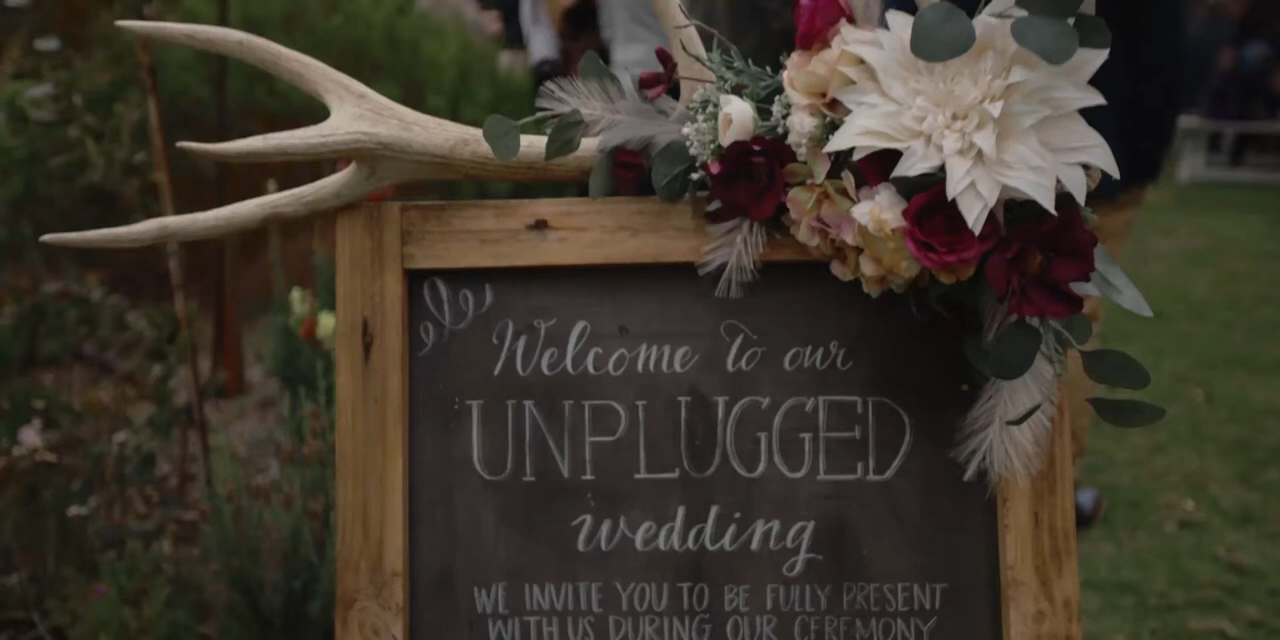 Welcome to our
UNPLUGGED
wedding
WE INVITE YOU TO BE FULLY PRESENT
WITH US DURING OUR CEREMONY